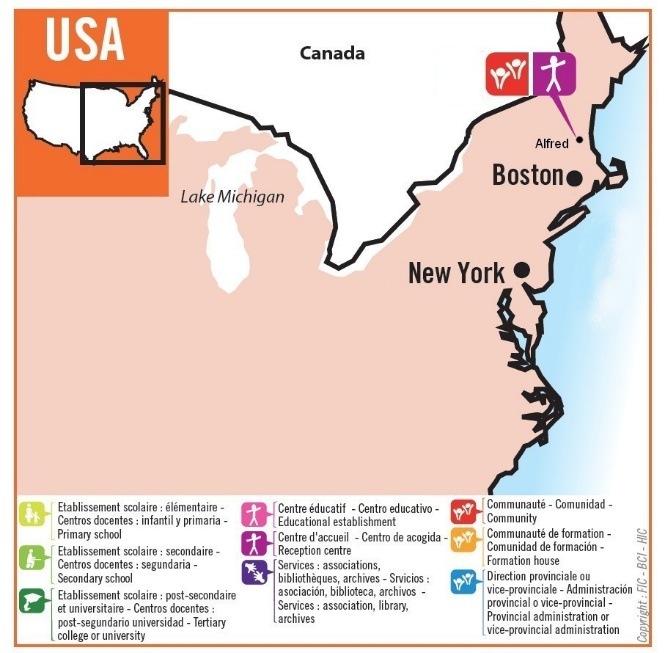 USA
Canada
Lake Michigan
Alfred
Boston
New York
Etablissement scolaire : élémentaire -
Centros docentes : infantil y primaria -
Primary school
Etablissement scolaire : secondaire -
Centros docentes : segundaria -
Secondary school
Etablissement scolaire : post-secondaire
et universitaire - Centros docentes :
post-segundario universidad - Tertiary
college or university
Centre éducatif - Centro educativo -
Educational establishment
Centre d'accueil - Centro de acogida -
Reception centre
Services : associations,
bibliothèques, archives - Srvicios :
asociación, biblioteca, archivos -
Services : association, library,
archives
Communauté - Comunidad -
Community
Communauté de formation -
Comunidad de formación -
Formation house
Direction provinciale ou
vice-provinciale - Administración
provincial o vice-provincial -
Provincial administration or
vice-provincial administration
Copyright : FIC - BCI - HIC